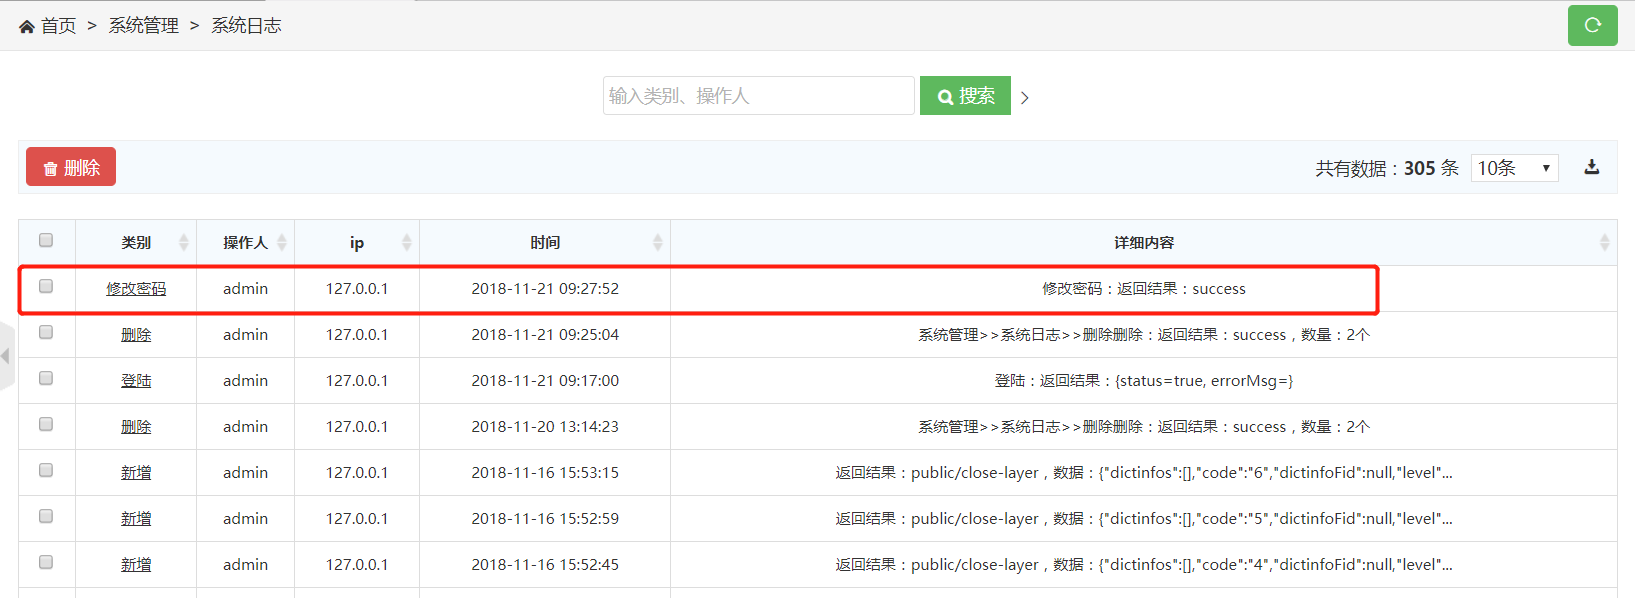 首页 > 系统管理 > 系统日志
输入类别、操作人 搜索 >
删除 共有数据：305 条 10条
类别 操作人 ip 时间 详细内容
修改密码 admin 127.0.0.1 2018-11-21 09:27:52 修改密码：返回结果：success
删除 admin 127.0.0.1 2018-11-21 09:25:04 系统管理>>系统日志>>删除删除：返回结果：success，数量：2个
登陆 admin 127.0.0.1 2018-11-21 09:17:00 登陆：返回结果：{status=true, errorMsg=}
删除 admin 127.0.0.1 2018-11-20 13:14:23 系统管理>>系统日志>>删除删除：返回结果：success，数量：2个
新增 admin 127.0.0.1 2018-11-16 15:53:15 返回结果：public/close-layer，数据：{"dictinfos":[],"code":"6","dictinfoFid":null,"level"...
新增 admin 127.0.0.1 2018-11-16 15:52:59 返回结果：public/close-layer，数据：{"dictinfos":[],"code":"5","dictinfoFid":null,"level"...
新增 admin 127.0.0.1 2018-11-16 15:52:45 返回结果：public/close-layer，数据：{"dictinfos":[],"code":"4","dictinfoFid":null,"level"...